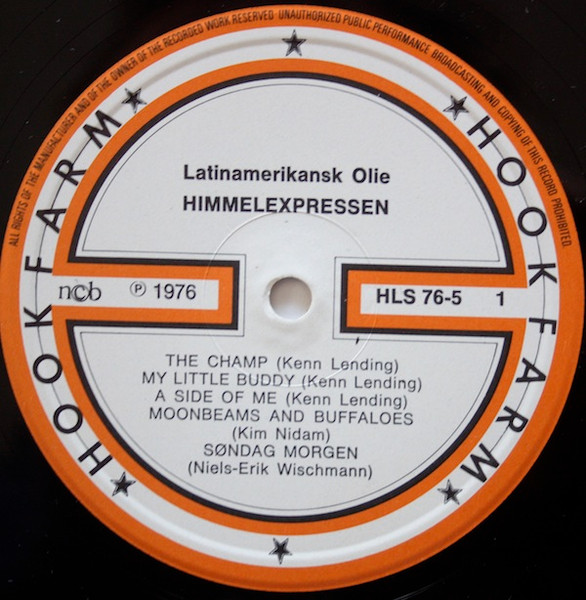 ALL RIGHTS OF THE MANUFACTURER AND OF THE OWNER OF THE RECORDED WORK RESERVED UNAUTHORIZED PUBLIC PERFORMANCE BROADCASTING AND COPYING OF THIS RECORD PROHIBITED.
HOOKFARM
HOOKFARM
Latinamerikansk Olie
HIMMELEXPRESSEN
ncb ℗ 1976
HLS 76-5 1
THE CHAMP (Kenn Lending)
MY LITTLE BUDDY (Kenn Lending)
A SIDE OF ME (Kenn Lending)
MOONBEAMS AND BUFFALOES
(Kim Nidam)
SØNDAG MORGEN
(Niels-Erik Wischmann)